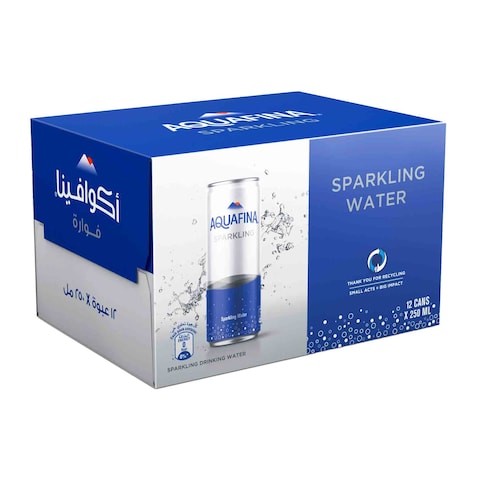 AQUAFINA
SPARKLING
أكوافينا
فوارة
١٢ عبوة X ٢٥٠ مل
AQUAFINA
SPARKLING
Sparkling Water
SPARKLING DRINKING WATER
SPARKLING
WATER
THANK YOU FOR RECYCLING
SMALL ACTS = BIG IMPACT
12 CANS
X 250 ML